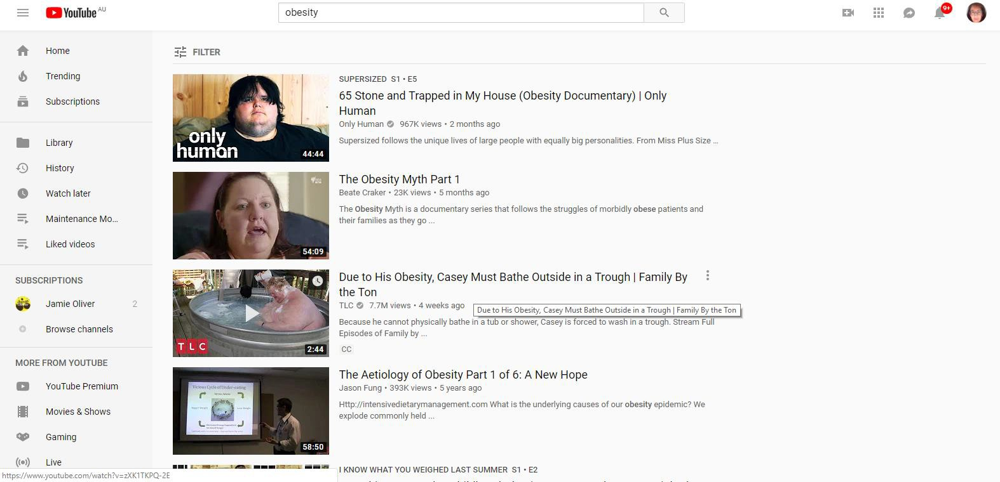 YouTube AU
obesity
9+
Home
Trending
Subscriptions
Library
History
Watch later
Maintenance Mo...
Liked videos
SUBSCRIPTIONS
Jamie Oliver 2
Browse channels
MORE FROM YOUTUBE
YouTube Premium
Movies & Shows
Gaming
Live
https://www.youtube.com/watch?v=zXK1TKPQ-2E
FILTER
only
human
44:44
SUPERSIZED S1 • E5
65 Stone and Trapped in My House (Obesity Documentary) | Only
Human
Only Human 967K views • 2 months ago
Supersized follows the unique lives of large people with equally big personalities. From Miss Plus Size ...
54:09
The Obesity Myth Part 1
Beate Craker • 23K views • 5 months ago
The Obesity Myth is a documentary series that follows the struggles of morbidly obese patients and
their families as they go ...
TLC
2:44
Due to His Obesity, Casey Must Bathe Outside in a Trough | Family By
the Ton
TLC 7.7M views • 4 weeks ago
Due to His Obesity, Casey Must Bathe Outside in a Trough | Family By the Ton
Because he cannot physically bathe in a tub or shower, Casey is forced to wash in a trough. Stream Full
Episodes of Family by ...
CC
Vicious Cycle of Under-eating
58:50
The Aetiology of Obesity Part 1 of 6: A New Hope
Jason Fung • 393K views • 5 years ago
Http://intensivedietarymanagement.com What is the underlying causes of our obesity epidemic? We
explode commonly held ...
I KNOW WHAT YOU WEIGHED LAST SUMMER S1 • E2